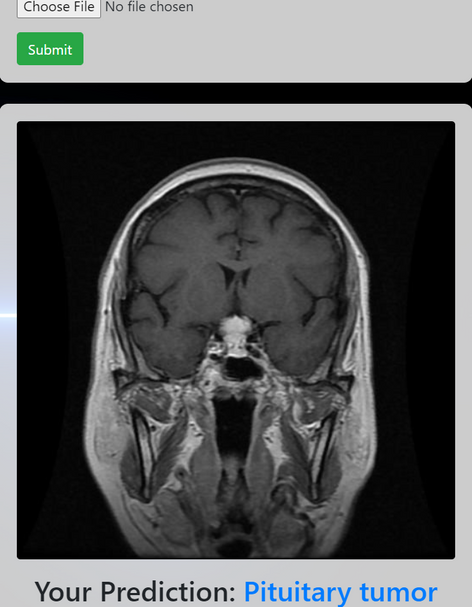 Choose File No file chosen
Submit
Your Prediction: Pituitary tumor